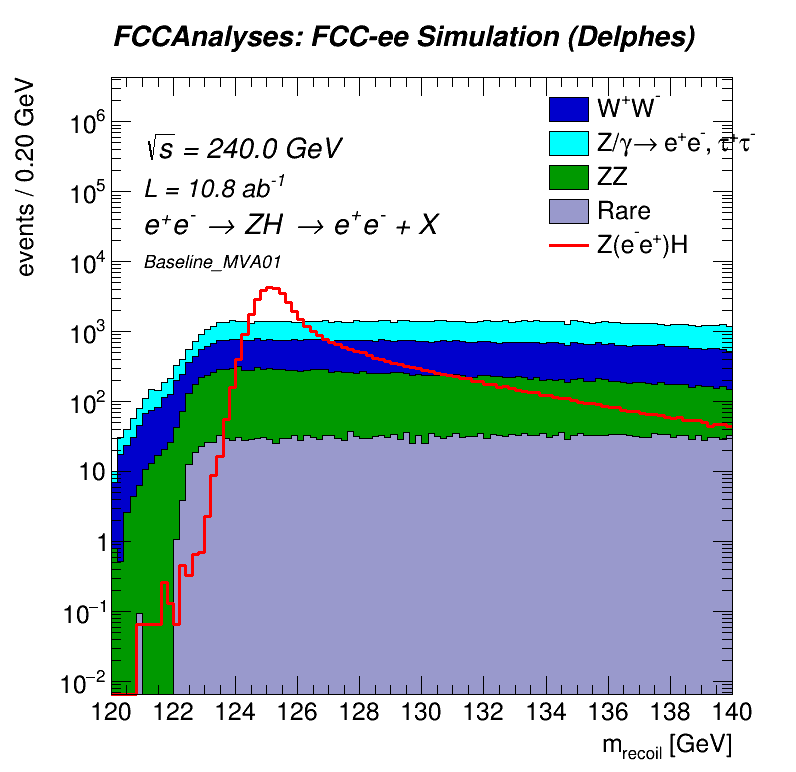 FCCAnalyses: FCC-ee Simulation (Delphes)
events / 0.20 GeV
√s = 240.0 GeV
L = 10.8 ab⁻¹
e⁺e⁻ → ZH → e⁺e⁻ + X
Baseline_MVA01
W⁺W⁻
Z/γ→ e⁺e⁻, τ⁺τ⁻
ZZ
Rare
Z(e⁻e⁺)H
10⁶
10⁵
10⁴
10³
10²
10
1
10⁻¹
10⁻²
120 122 124 126 128 130 132 134 136 138 140
m_recoil [GeV]